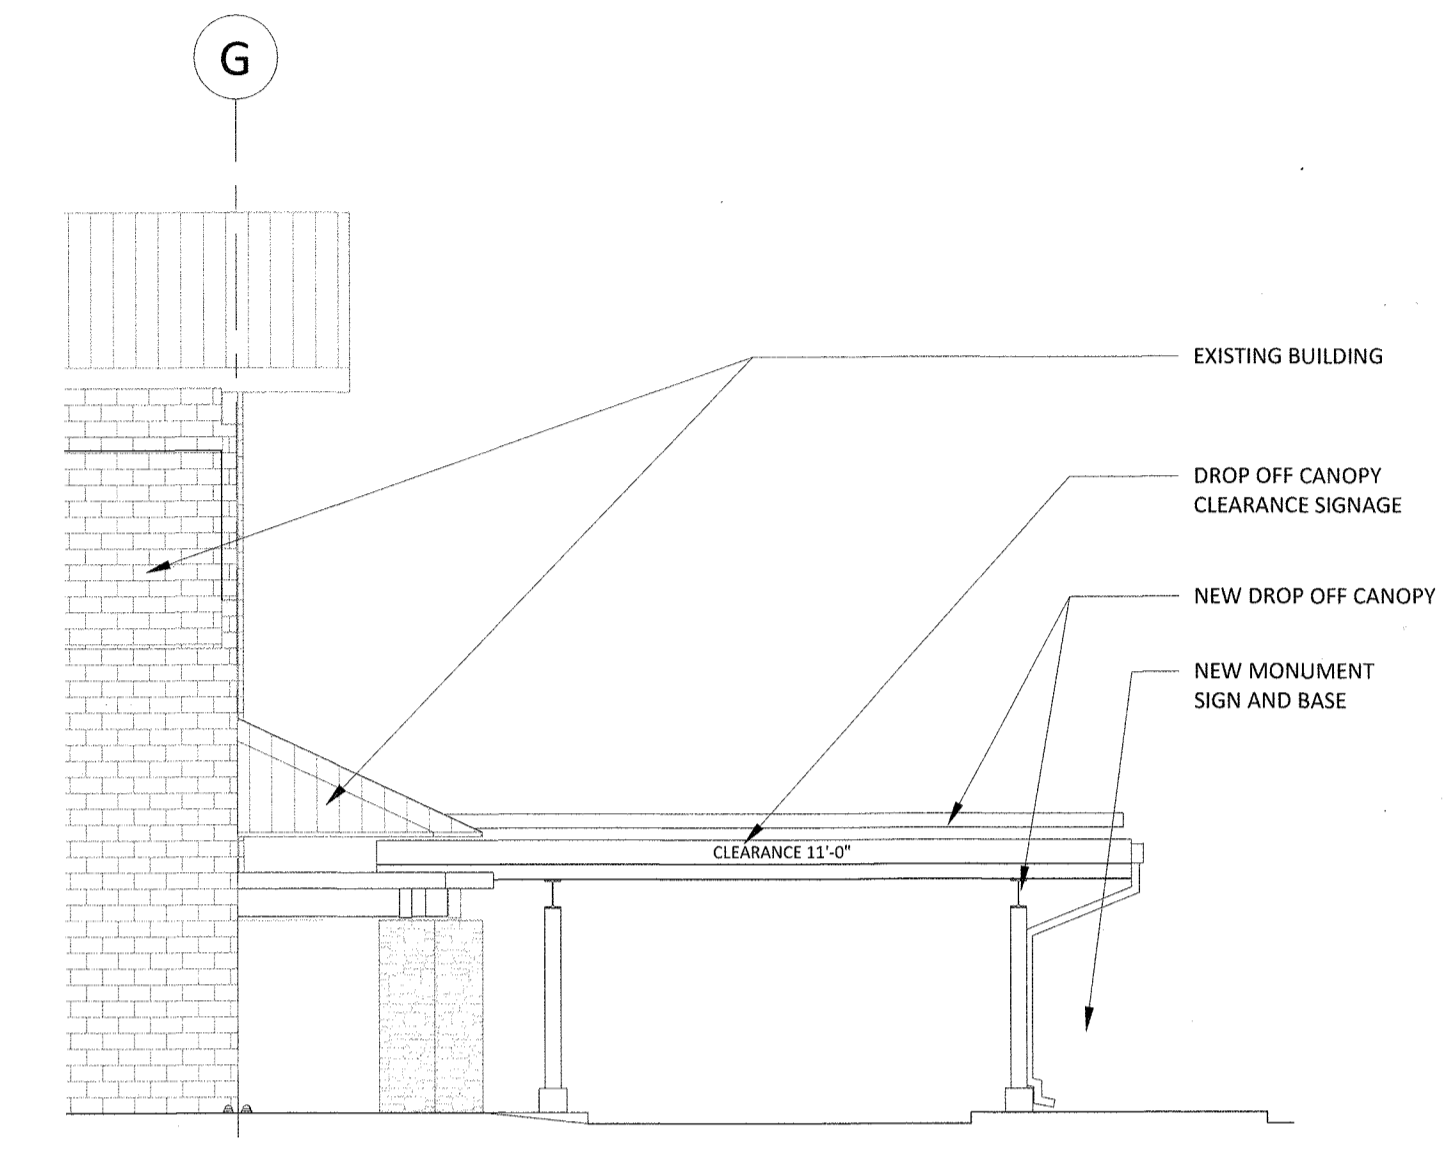 G
EXISTING BUILDING
DROP OFF CANOPY
CLEARANCE SIGNAGE
NEW DROP OFF CANOPY
NEW MONUMENT
SIGN AND BASE
CLEARANCE 11'-0"